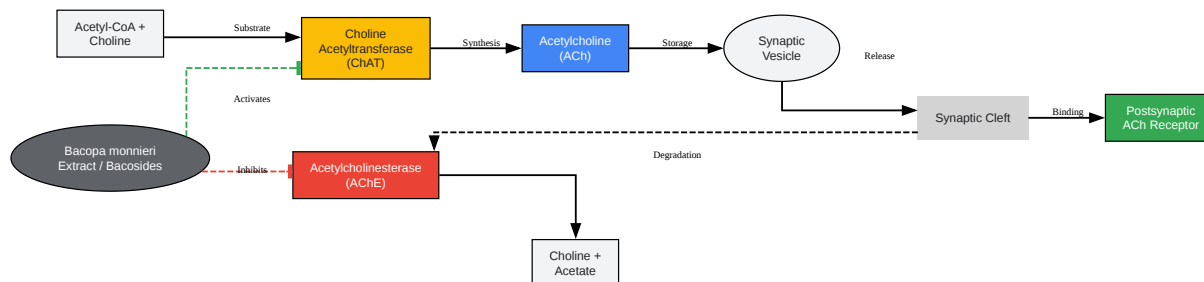 Acetyl-CoA +
Choline
Substrate
Choline
Acetyltransferase
(ChAT)
Synthesis
Acetylcholine
(ACh)
Storage
Synaptic
Vesicle
Release
Activates
Synaptic Cleft
Binding
Postsynaptic
ACh Receptor
Bacopa monnieri
Extract / Bacosides
Inhibits
Acetylcholinesterase
(AChE)
Degradation
Choline +
Acetate